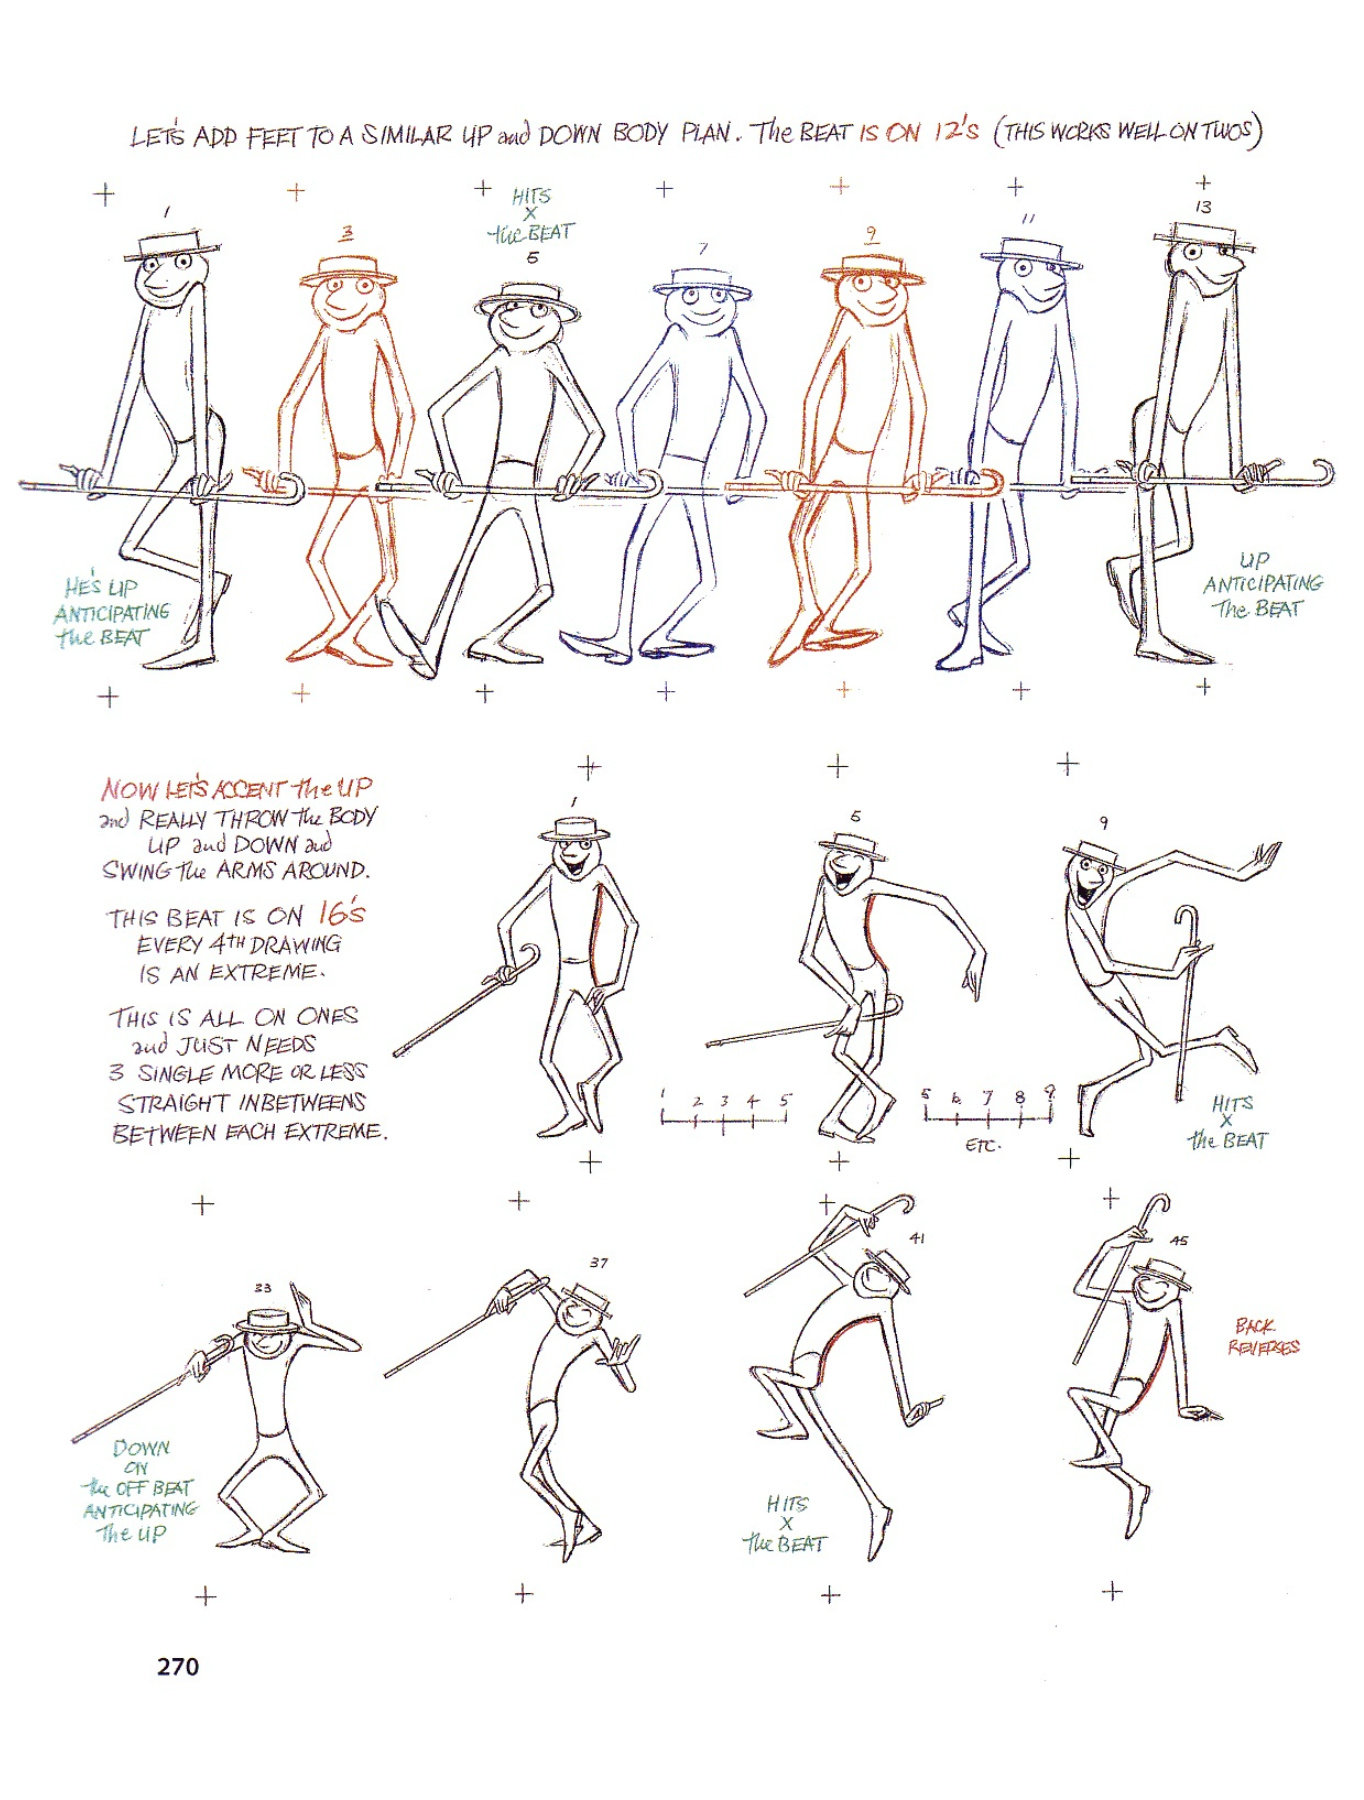 LET'S ADD FEET TO A SIMILAR UP and DOWN BODY PLAN. The BEAT IS ON 12's (THIS WORKS WELL ON TWOS)
1
3
HITS
X
the BEAT
5
7
9
11
13
HE'S UP
ANTICIPATING
the BEAT
UP
ANTICIPATING
The BEAT
NOW LET'S ACCENT the UP
and REALLY THROW the BODY
UP and DOWN and
SWING The ARMS AROUND.
THIS BEAT IS ON 16's
EVERY 4TH DRAWING
IS AN EXTREME.
THIS IS ALL ON ONES
and JUST NEEDS
3 SINGLE MORE OR LESS
STRAIGHT INBETWEENS
BETWEEN EACH EXTREME.
1
5
9
1 2 3 4 5
5 6 7 8 9
ETC.
HITS
X
the BEAT
33
37
41
45
DOWN
ON
the OFF BEAT
ANTICIPATING
The UP
HITS
X
the BEAT
BACK
REVERSES
270